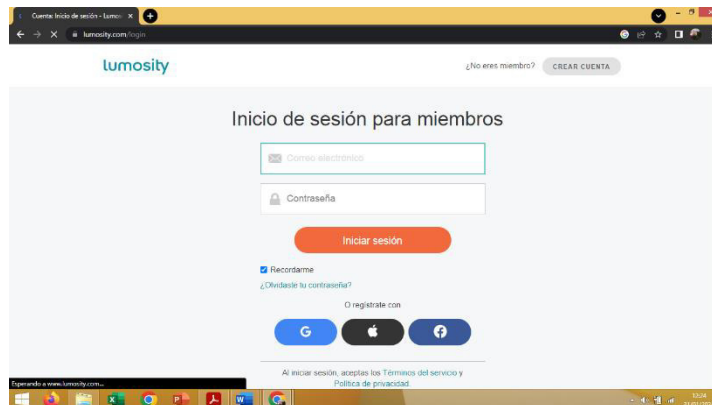 Cuenta: Inicio de sesión - Lumos
lumosity.com/login
lumosity
¿No eres miembro?
CREAR CUENTA
Inicio de sesión para miembros
Correo electrónico
Contraseña
Iniciar sesión
Recordarme
¿Olvidaste tu contraseña?
O regístrate con
Al iniciar sesión, aceptas los Términos del servicio y
Política de privacidad.
Esperando a www.lumosity.com...
12:24